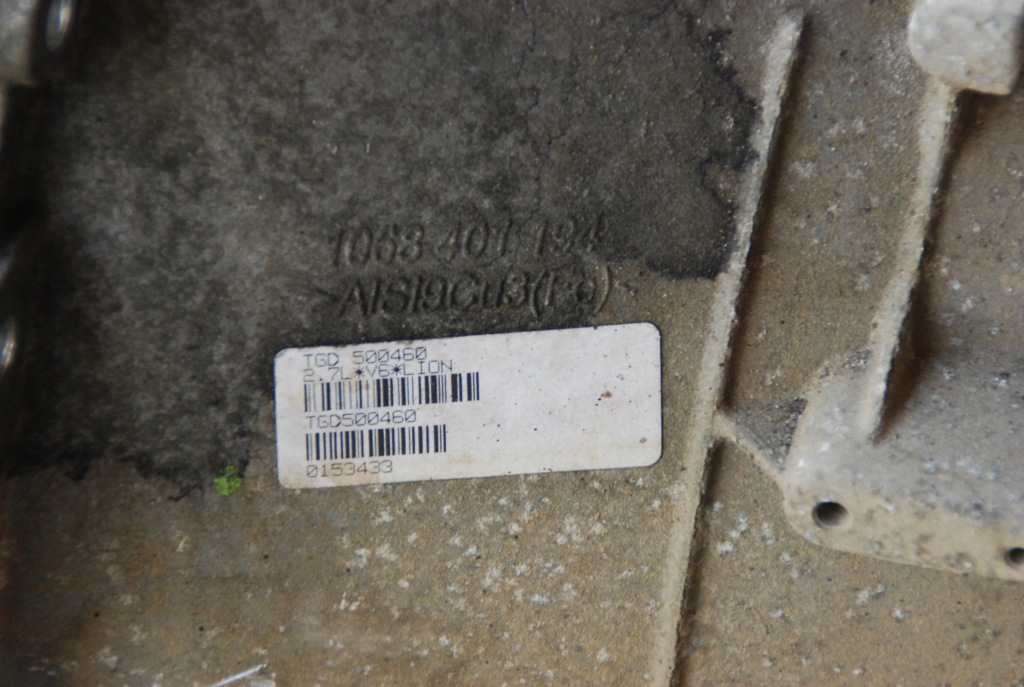 1068 401 194
>AlSi9Cu3(Fe)<
TGD 500460
2.7L*V6*LION
TGD500460
0153433